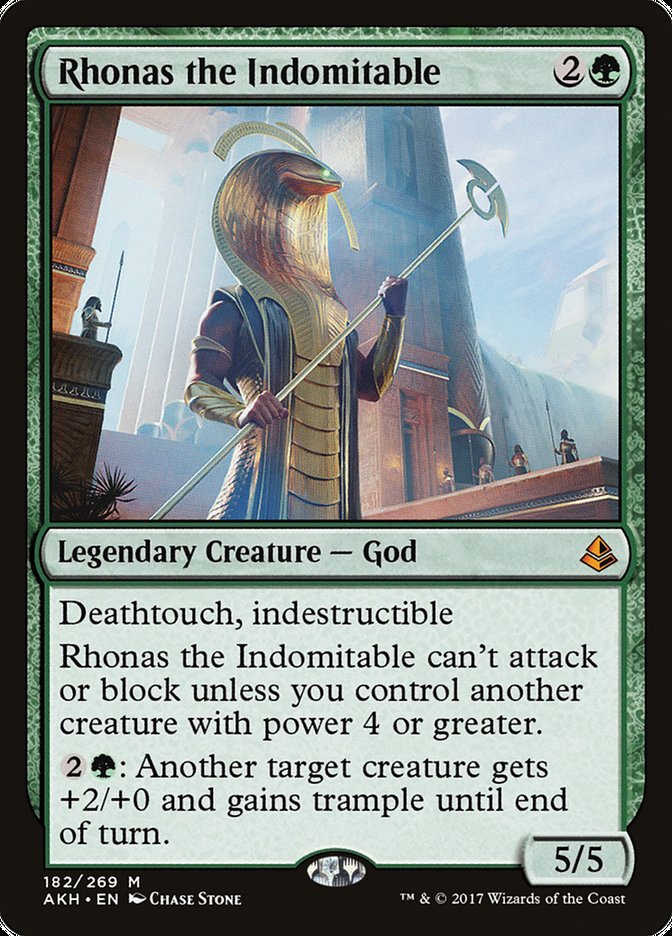 Rhonas the Indomitable 2
Legendary Creature — God
Deathtouch, indestructible
Rhonas the Indomitable can't attack
or block unless you control another
creature with power 4 or greater.
2 : Another target creature gets
+2/+0 and gains trample until end
of turn.
5/5
182/269 M
AKH • EN Chase Stone
™ & © 2017 Wizards of the Coast